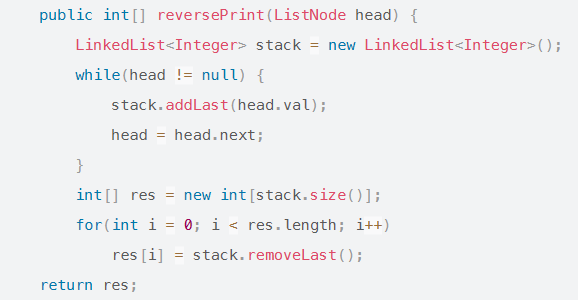 public int[] reversePrint(ListNode head) {
LinkedList<Integer> stack = new LinkedList<Integer>();
while(head != null) {
stack.addLast(head.val);
head = head.next;
}
int[] res = new int[stack.size()];
for(int i = 0; i < res.length; i++)
res[i] = stack.removeLast();
return res;